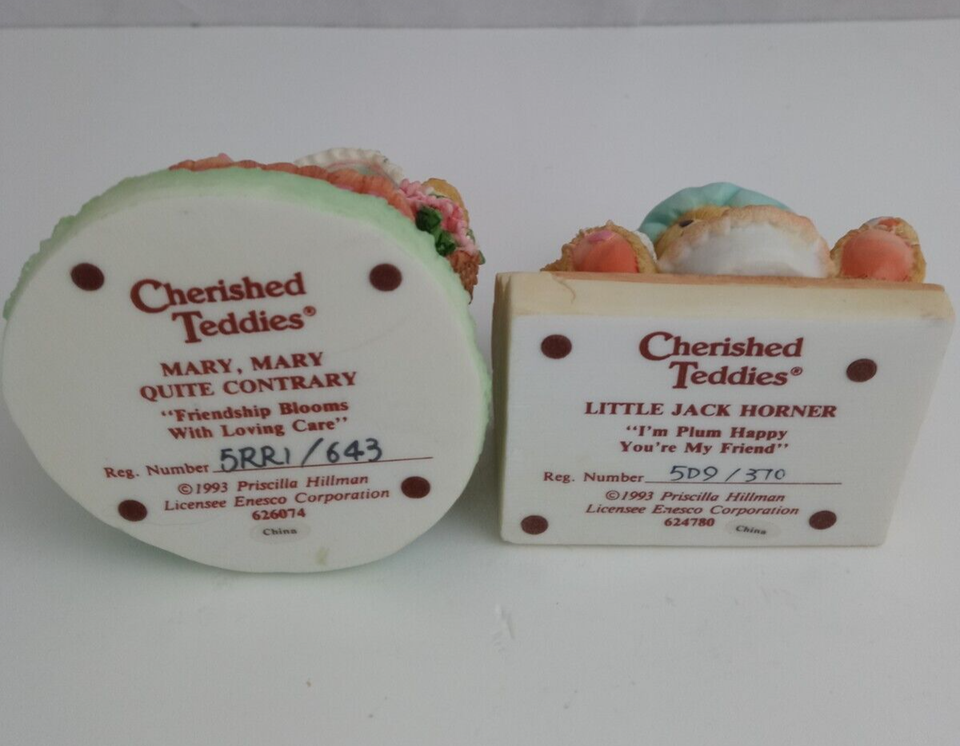 Cherished
Teddies®
MARY, MARY
QUITE CONTRARY
"Friendship Blooms
With Loving Care"
Reg. Number 5RR1/643
©1993 Priscilla Hillman
Licensee Enesco Corporation
626074
China
Cherished
Teddies®
LITTLE JACK HORNER
"I'm Plum Happy
You're My Friend"
Reg. Number 5D9/370
©1993 Priscilla Hillman
Licensee Enesco Corporation
624780 China